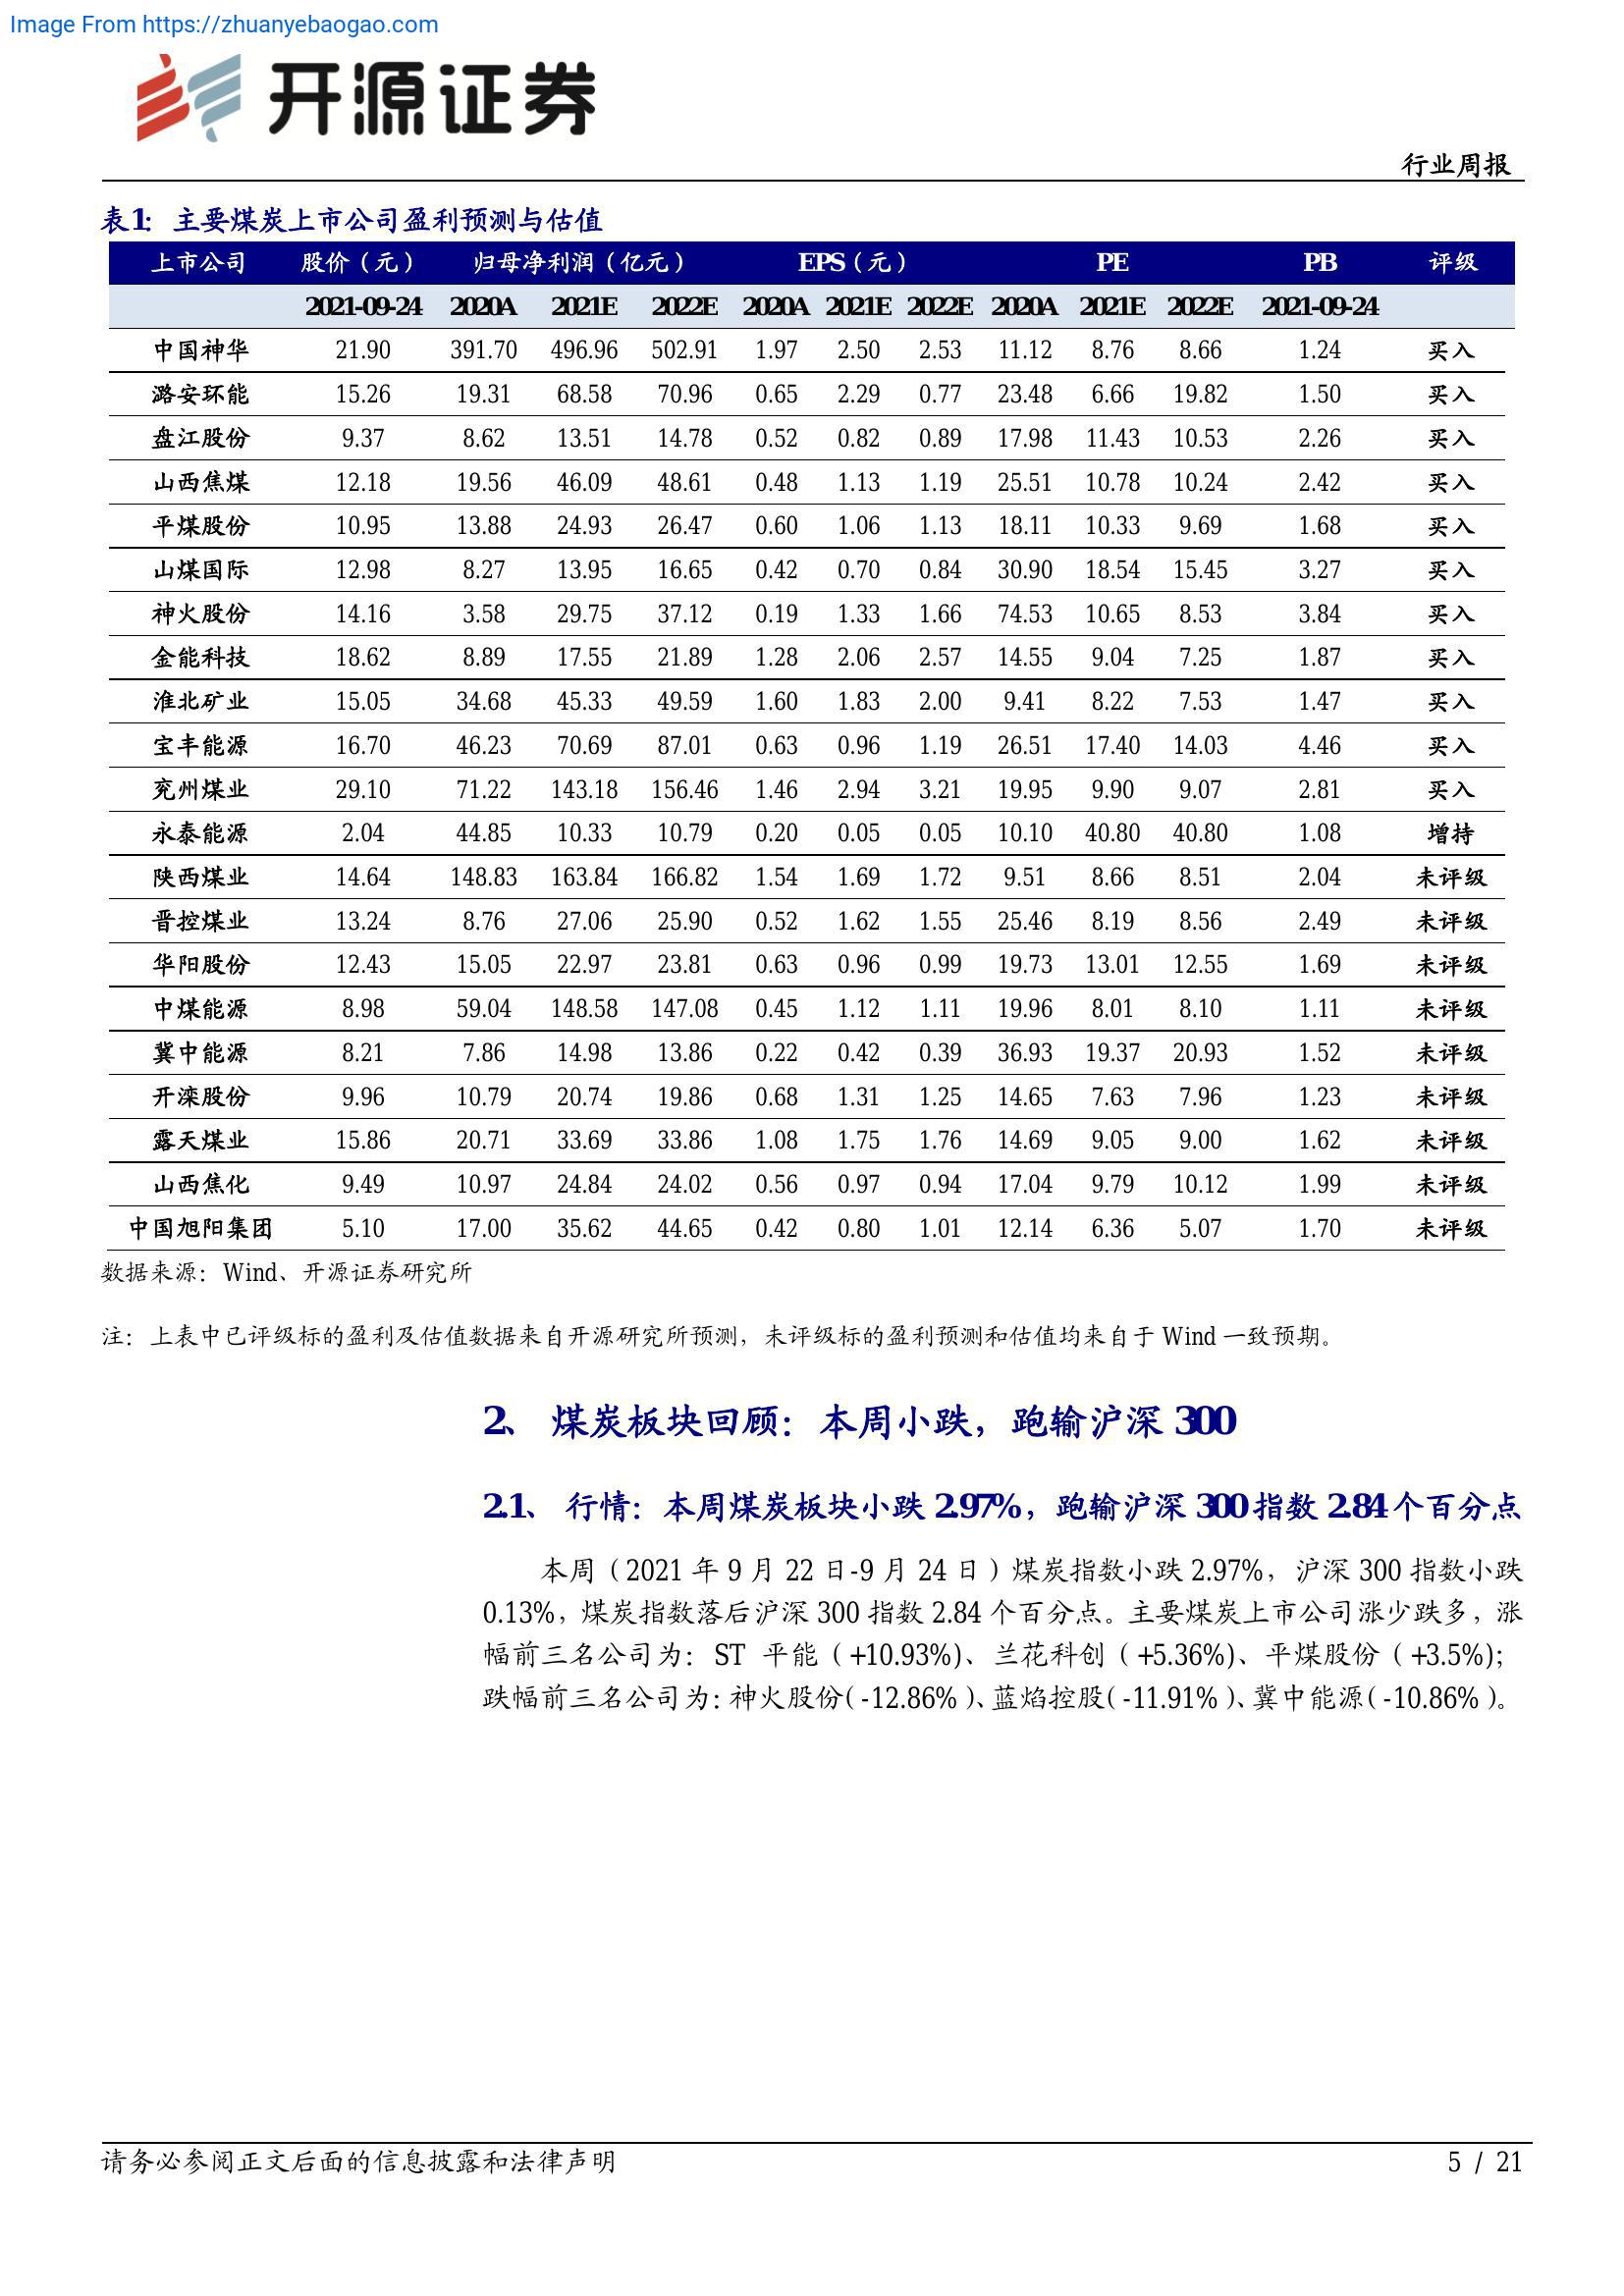 Image From https://zhuanyebaogao.com
开源证券
行业周报
表1： 主要煤炭上市公司盈利预测与估值
上市公司 股价（元） 归母净利润（亿元） EPS（元） PE PB 评级
2021-09-24 2020A 2021E 2022E 2020A 2021E 2022E 2020A 2021E 2022E 2021-09-24
中国神华 21.90 391.70 496.96 502.91 1.97 2.50 2.53 11.12 8.76 8.66 1.24 买入
潞安环能 15.26 19.31 68.58 70.96 0.65 2.29 0.77 23.48 6.66 19.82 1.50 买入
盘江股份 9.37 8.62 13.51 14.78 0.52 0.82 0.89 17.98 11.43 10.53 2.26 买入
山西焦煤 12.18 19.56 46.09 48.61 0.48 1.13 1.19 25.51 10.78 10.24 2.42 买入
平煤股份 10.95 13.88 24.93 26.47 0.60 1.06 1.13 18.11 10.33 9.69 1.68 买入
山煤国际 12.98 8.27 13.95 16.65 0.42 0.70 0.84 30.90 18.54 15.45 3.27 买入
神火股份 14.16 3.58 29.75 37.12 0.19 1.33 1.66 74.53 10.65 8.53 3.84 买入
金能科技 18.62 8.89 17.55 21.89 1.28 2.06 2.57 14.55 9.04 7.25 1.87 买入
淮北矿业 15.05 34.68 45.33 49.59 1.60 1.83 2.00 9.41 8.22 7.53 1.47 买入
宝丰能源 16.70 46.23 70.69 87.01 0.63 0.96 1.19 26.51 17.40 14.03 4.46 买入
兖州煤业 29.10 71.22 143.18 156.46 1.46 2.94 3.21 19.95 9.90 9.07 2.81 买入
永泰能源 2.04 44.85 10.33 10.79 0.20 0.05 0.05 10.10 40.80 40.80 1.08 增持
陕西煤业 14.64 148.83 163.84 166.82 1.54 1.69 1.72 9.51 8.66 8.51 2.04 未评级
晋控煤业 13.24 8.76 27.06 25.90 0.52 1.62 1.55 25.46 8.19 8.56 2.49 未评级
华阳股份 12.43 15.05 22.97 23.81 0.63 0.96 0.99 19.73 13.01 12.55 1.69 未评级
中煤能源 8.98 59.04 148.58 147.08 0.45 1.12 1.11 19.96 8.01 8.10 1.11 未评级
冀中能源 8.21 7.86 14.98 13.86 0.22 0.42 0.39 36.93 19.37 20.93 1.52 未评级
开滦股份 9.96 10.79 20.74 19.86 0.68 1.31 1.25 14.65 7.63 7.96 1.23 未评级
露天煤业 15.86 20.71 33.69 33.86 1.08 1.75 1.76 14.69 9.05 9.00 1.62 未评级
山西焦化 9.49 10.97 24.84 24.02 0.56 0.97 0.94 17.04 9.79 10.12 1.99 未评级
中国旭阳集团 5.10 17.00 35.62 44.65 0.42 0.80 1.01 12.14 6.36 5.07 1.70 未评级
数据来源：Wind、开源证券研究所
注：上表中已评级标的盈利及估值数据来自开源研究所预测，未评级标的盈利预测和估值均来自于 Wind 一致预期。
2、 煤炭板块回顾：本周小跌，跑输沪深 300
2.1、 行情：本周煤炭板块小跌 2.97%，跑输沪深 300 指数 2.84 个百分点
本周（2021 年 9 月 22 日-9 月 24 日）煤炭指数小跌 2.97%，沪深 300 指数小跌
0.13%，煤炭指数落后沪深 300 指数 2.84 个百分点。主要煤炭上市公司涨少跌多，涨
幅前三名公司为：ST 平能（+10.93%)、兰花科创（+5.36%)、平煤股份（+3.5%);
跌幅前三名公司为：神火股份(-12.86%)、蓝焰控股(-11.91%)、冀中能源(-10.86%)。
请务必参阅正文后面的信息披露和法律声明
5 / 21